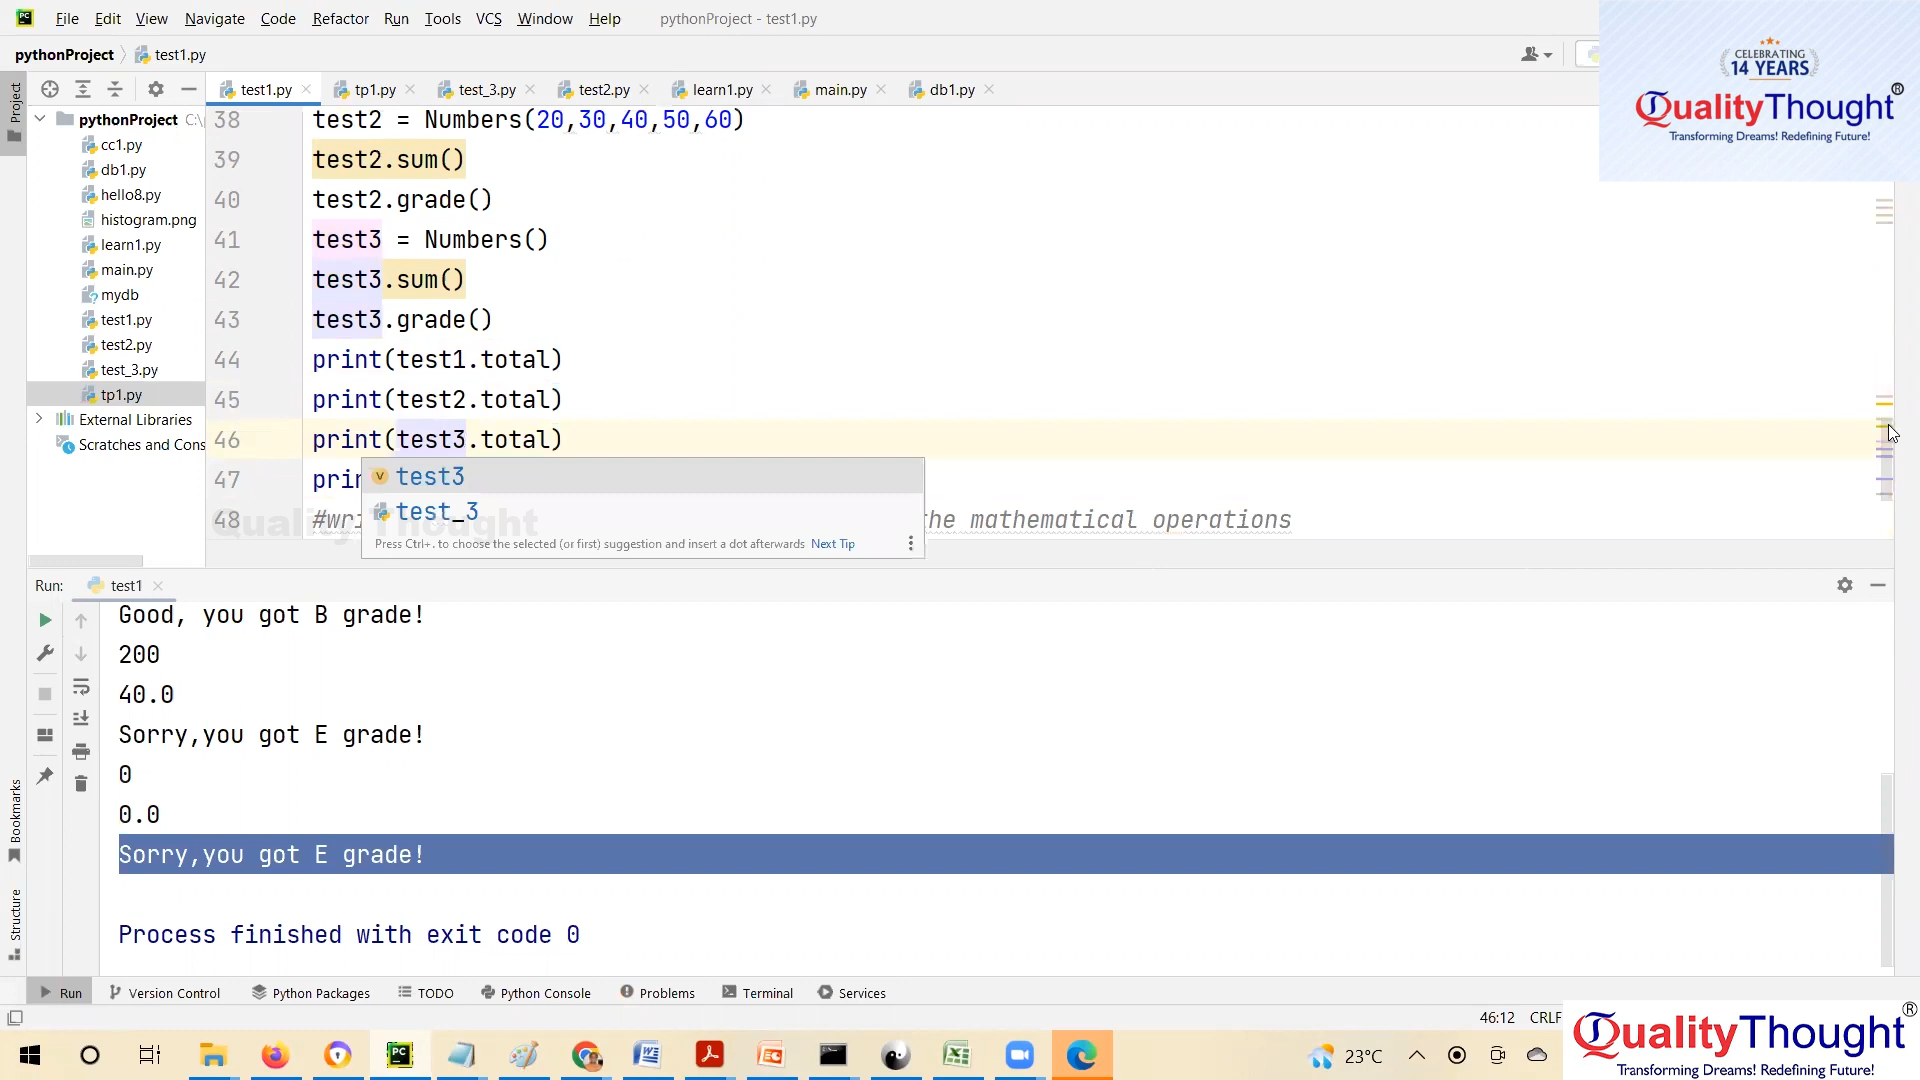 File Edit View Navigate Code Refactor Run Tools VCS Window Help pythonProject - test1.py
CELEBRATING
14 YEARS
QualityThought®
Transforming Dreams! Redefining Future!
pythonProject test1.py
Project
test1.py tp1.py test_3.py test2.py learn1.py main.py db1.py
pythonProject C:\
cc1.py
db1.py
hello8.py
histogram.png
learn1.py
main.py
mydb
test1.py
test2.py
test_3.py
tp1.py
External Libraries
Scratches and Cons
38 test2 = Numbers(20,30,40,50,60)
39 test2.sum()
40 test2.grade()
41 test3 = Numbers()
42 test3.sum()
43 test3.grade()
44 print(test1.total)
45 print(test2.total)
46 print(test3.total)
47 prin
48 #wri he mathematical operations
v test3
test_3
Press Ctrl+. to choose the selected (or first) suggestion and insert a dot afterwards Next Tip
Quality Thought
Run: test1
Good, you got B grade!
200
40.0
Sorry,you got E grade!
0
0.0
Sorry,you got E grade!
Process finished with exit code 0
Bookmarks
Structure
Run Version Control Python Packages TODO Python Console Problems Terminal Services
46:12 CRLF
23°C
QualityThought®
Transforming Dreams! Redefining Future!